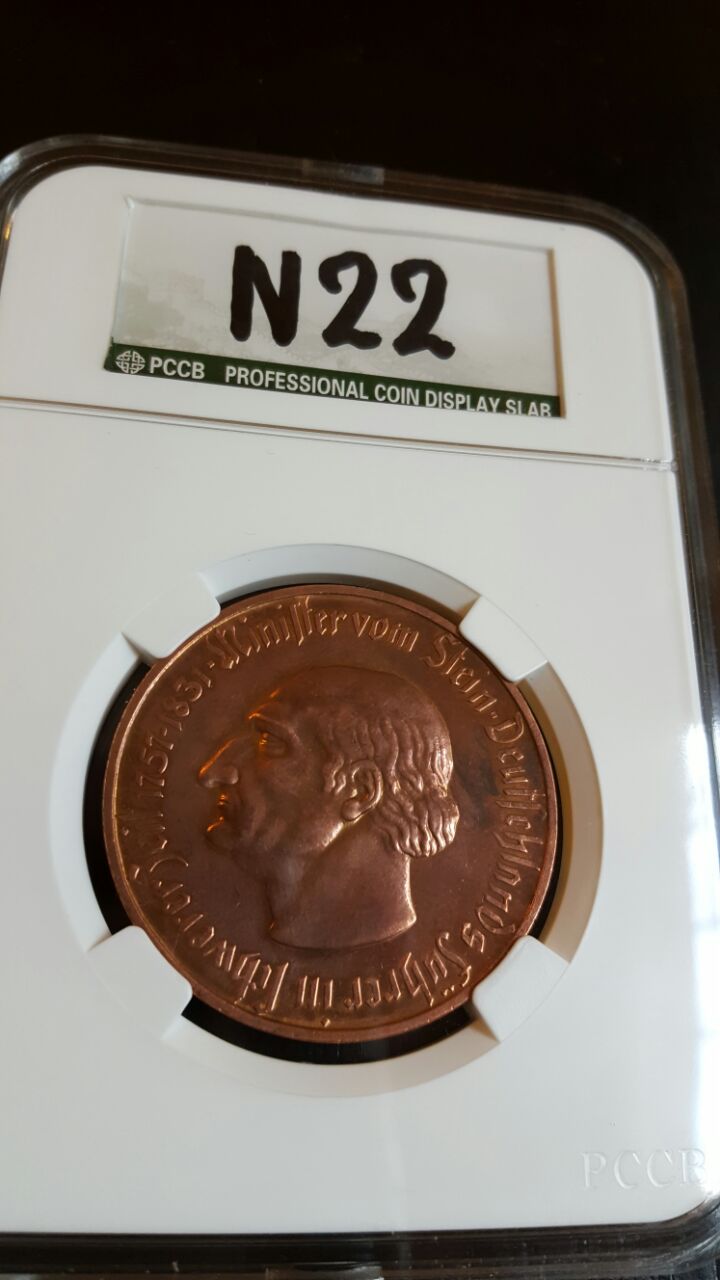 N22
PCCB PROFESSIONAL COIN DISPLAY SLAB
Minister vom Stein·Deutschlands Führer in schwerer Zeit 1757-1831·
PCCB